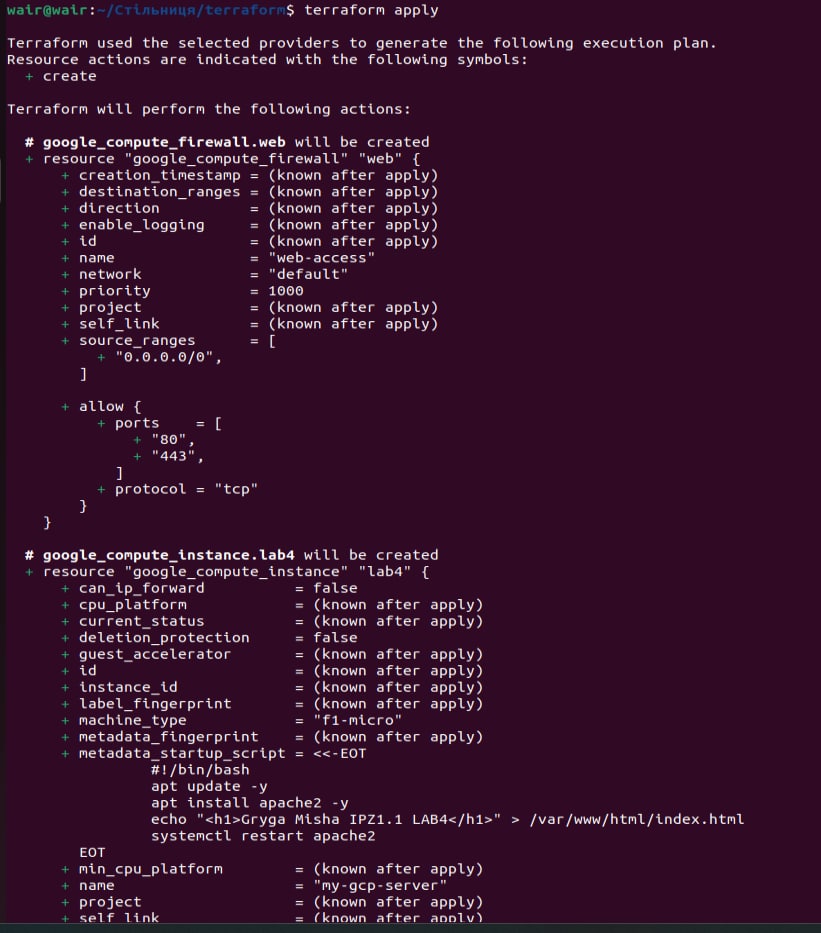 wair@wair:~/Стільниця/terraform$ terraform apply
Terraform used the selected providers to generate the following execution plan.
Resource actions are indicated with the following symbols:
+ create
Terraform will perform the following actions:
# google_compute_firewall.web will be created
+ resource "google_compute_firewall" "web" {
+ creation_timestamp = (known after apply)
+ destination_ranges = (known after apply)
+ direction = (known after apply)
+ enable_logging = (known after apply)
+ id = (known after apply)
+ name = "web-access"
+ network = "default"
+ priority = 1000
+ project = (known after apply)
+ self_link = (known after apply)
+ source_ranges = [
+ "0.0.0.0/0",
]
+ allow {
+ ports = [
+ "80",
+ "443",
]
+ protocol = "tcp"
}
}
# google_compute_instance.lab4 will be created
+ resource "google_compute_instance" "lab4" {
+ can_ip_forward = false
+ cpu_platform = (known after apply)
+ current_status = (known after apply)
+ deletion_protection = false
+ guest_accelerator = (known after apply)
+ id = (known after apply)
+ instance_id = (known after apply)
+ label_fingerprint = (known after apply)
+ machine_type = "f1-micro"
+ metadata_fingerprint = (known after apply)
+ metadata_startup_script = <<-EOT
#!/bin/bash
apt update -y
apt install apache2 -y
echo "<h1>Gryga Misha IPZ1.1 LAB4</h1>" > /var/www/html/index.html
systemctl restart apache2
EOT
+ min_cpu_platform = (known after apply)
+ name = "my-gcp-server"
+ project = (known after apply)
+ self_link = (known after apply)